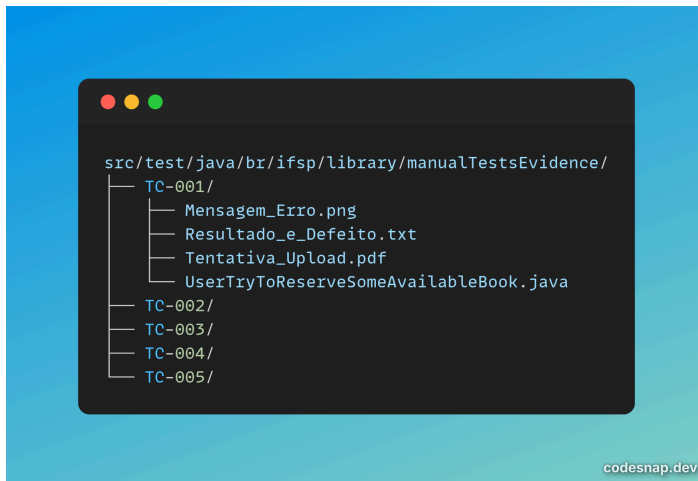 src/test/java/br/ifsp/library/manualTestsEvidence/
├── TC-001/
│   ├── Mensagem_Erro.png
│   ├── Resultado_e_Defeito.txt
│   ├── Tentativa_Upload.pdf
│   └── UserTryToReserveSomeAvailableBook.java
├── TC-002/
├── TC-003/
├── TC-004/
└── TC-005/
codesnap.dev